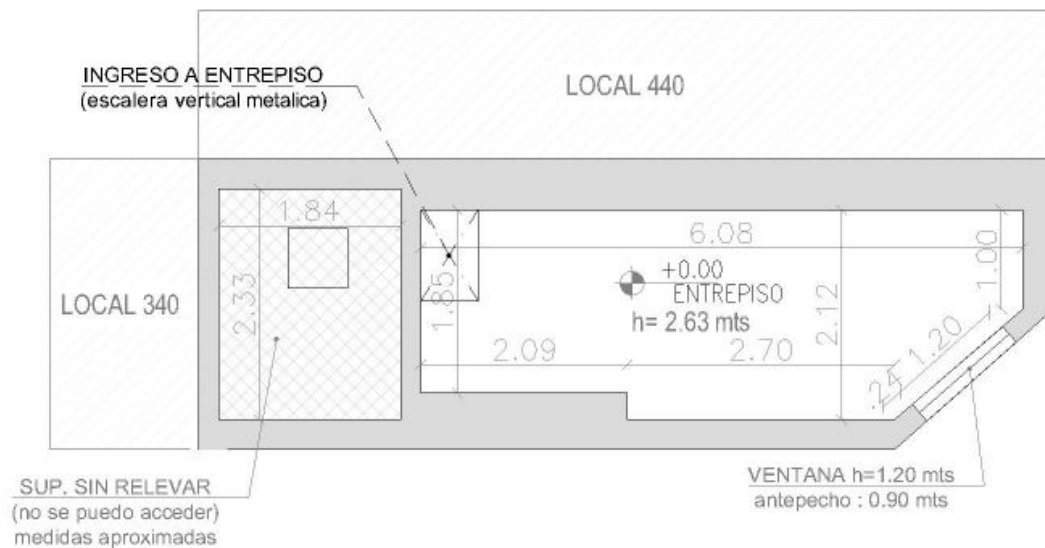 INGRESO A ENTREPISO
(escalera vertical metalica)
LOCAL 440
LOCAL 340
1.84
2.33
1.85
6.08
+0.00
ENTREPISO
h= 2.63 mts
2.12
1.00
2.09
2.70
.24
1.20
SUP. SIN RELEVAR
(no se puedo acceder)
medidas aproximadas
VENTANA h=1.20 mts
antepecho : 0.90 mts